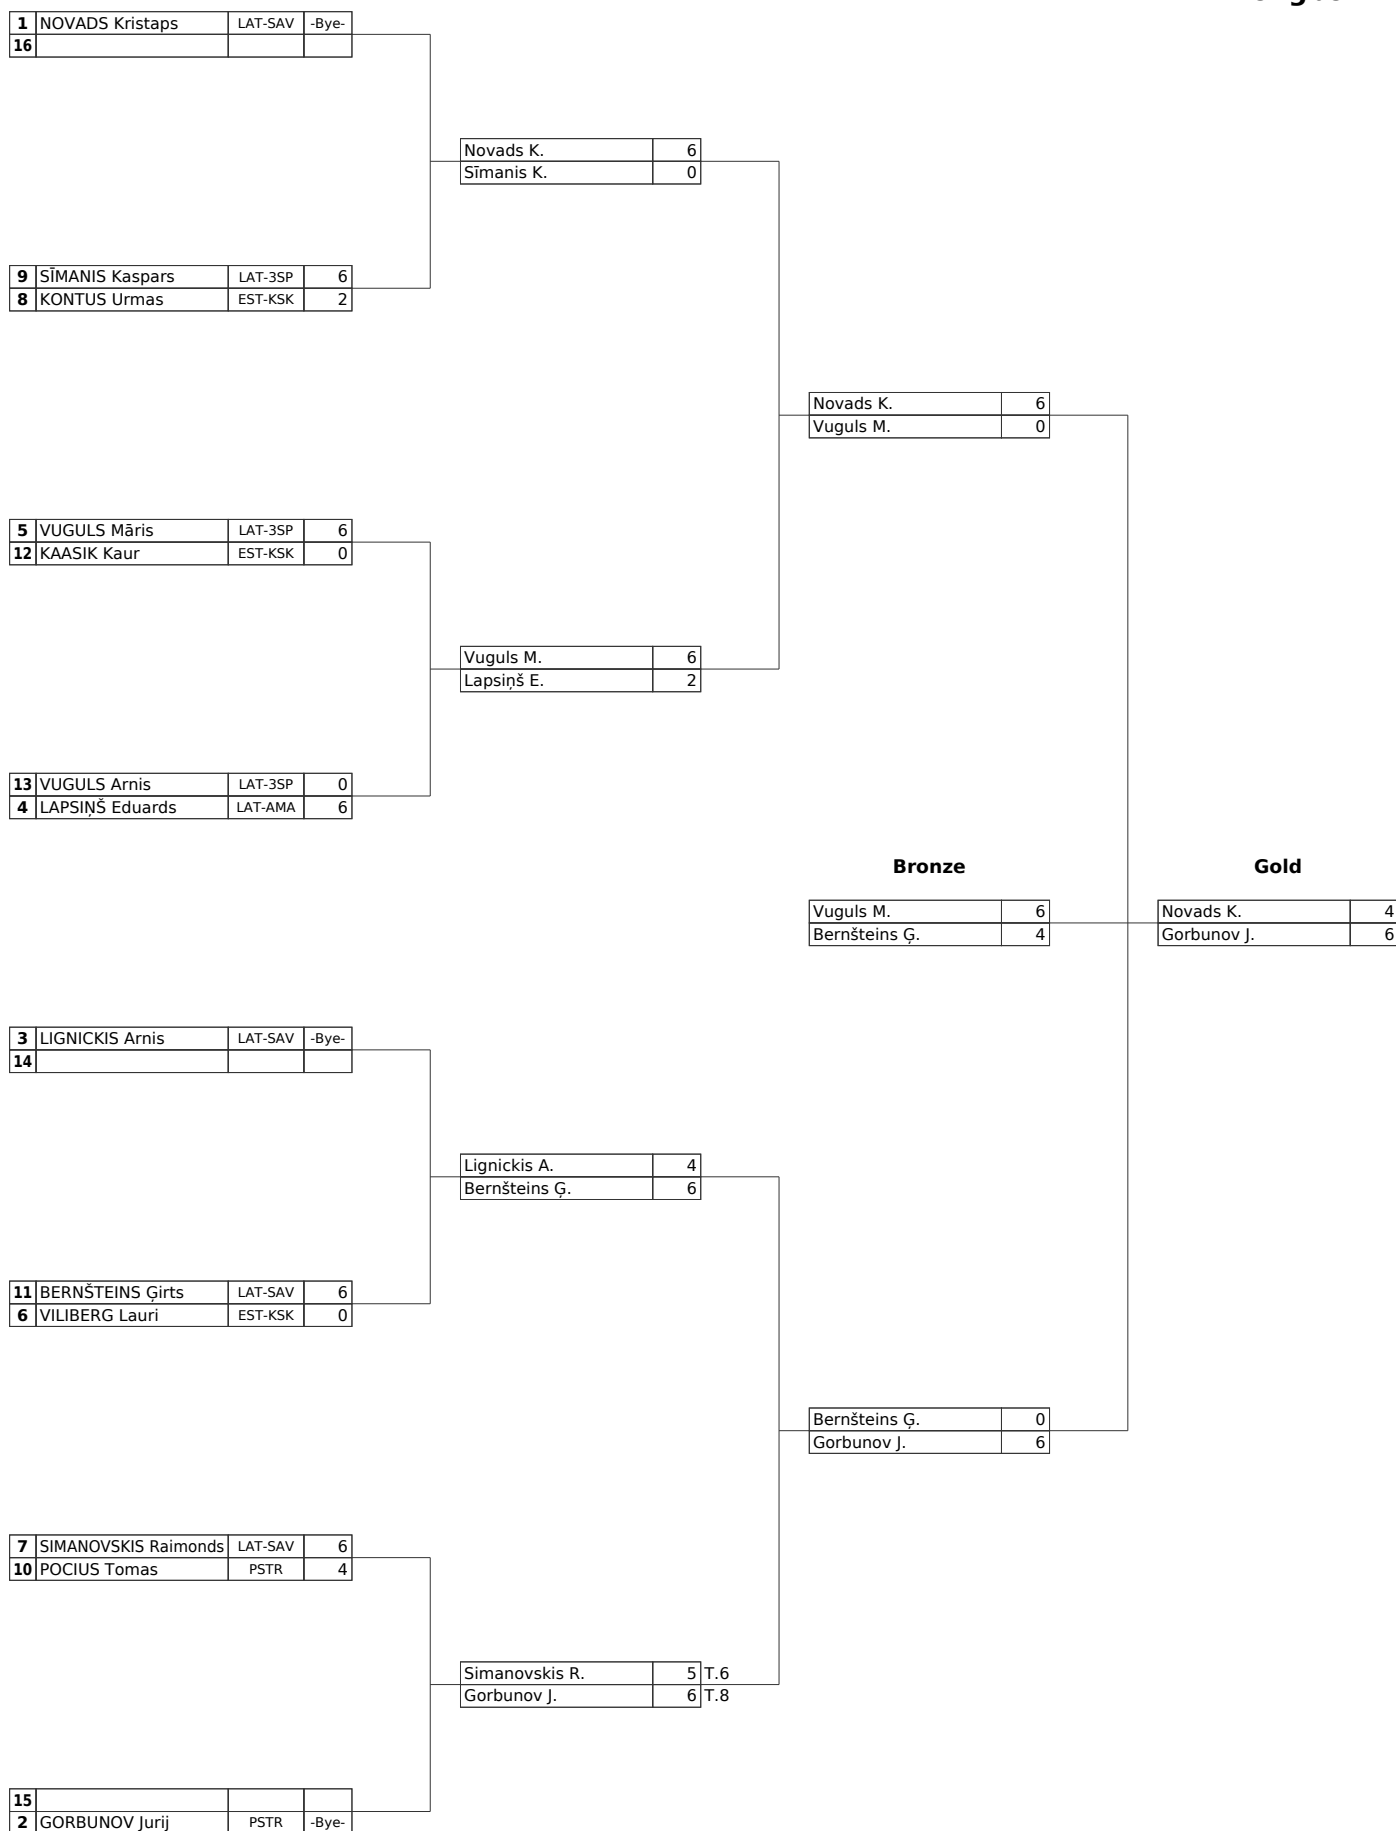 1 NOVADS Kristaps LAT-SAV -Bye-
16
Novads K. 6
Sīmanis K. 0
9 SĪMANIS Kaspars LAT-3SP 6
8 KONTUS Urmas EST-KSK 2
Novads K. 6
Vuguls M. 0
5 VUGULS Māris LAT-3SP 6
12 KAASIK Kaur EST-KSK 0
Vuguls M. 6
Lapsiņš E. 2
13 VUGULS Arnis LAT-3SP 0
4 LAPSIŅŠ Eduards LAT-AMA 6
Bronze Gold
Vuguls M. 6 Novads K. 4
Bernšteins Ģ. 4 Gorbunov J. 6
3 LIGNICKIS Arnis LAT-SAV -Bye-
14
Lignickis A. 4
Bernšteins Ģ. 6
11 BERNŠTEINS Ģirts LAT-SAV 6
6 VILIBERG Lauri EST-KSK 0
Bernšteins Ģ. 0
Gorbunov J. 6
7 SIMANOVSKIS Raimonds LAT-SAV 6
10 POCIUS Tomas PSTR 4
Simanovskis R. 5 T.6
Gorbunov J. 6 T.8
15
2 GORBUNOV Jurij PSTR -Bye-